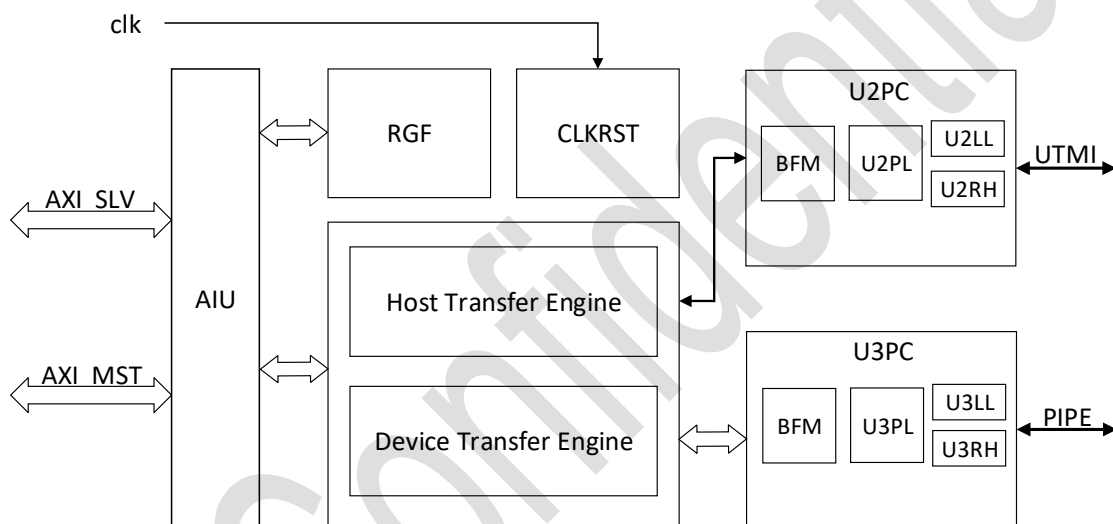 clk
RGF
CLKRST
U2PC
BFM
U2PL
U2LL
U2RH
UTMI
AXI_SLV
AIU
Host Transfer Engine
Device Transfer Engine
AXI_MST
U3PC
BFM
U3PL
U3LL
U3RH
PIPE
Confidential